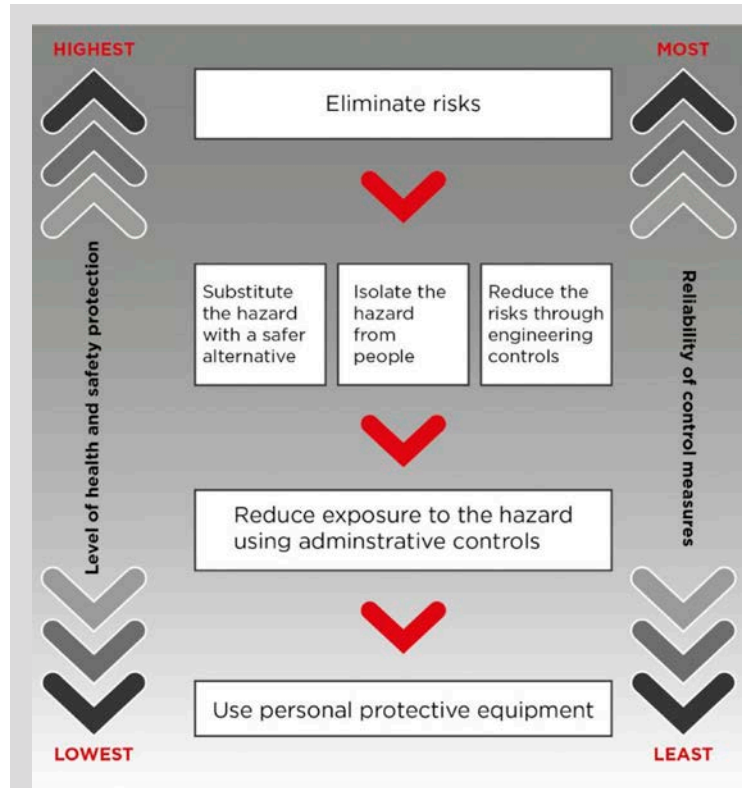 HIGHEST
MOST
Eliminate risks
Level of health and safety protection
Substitute
the hazard
with a safer
alternative
Isolate the
hazard
from
people
Reduce the
risks through
engineering
controls
Reliability of control measures
Reduce exposure to the hazard
using adminstrative controls
Use personal protective equipment
LOWEST
LEAST